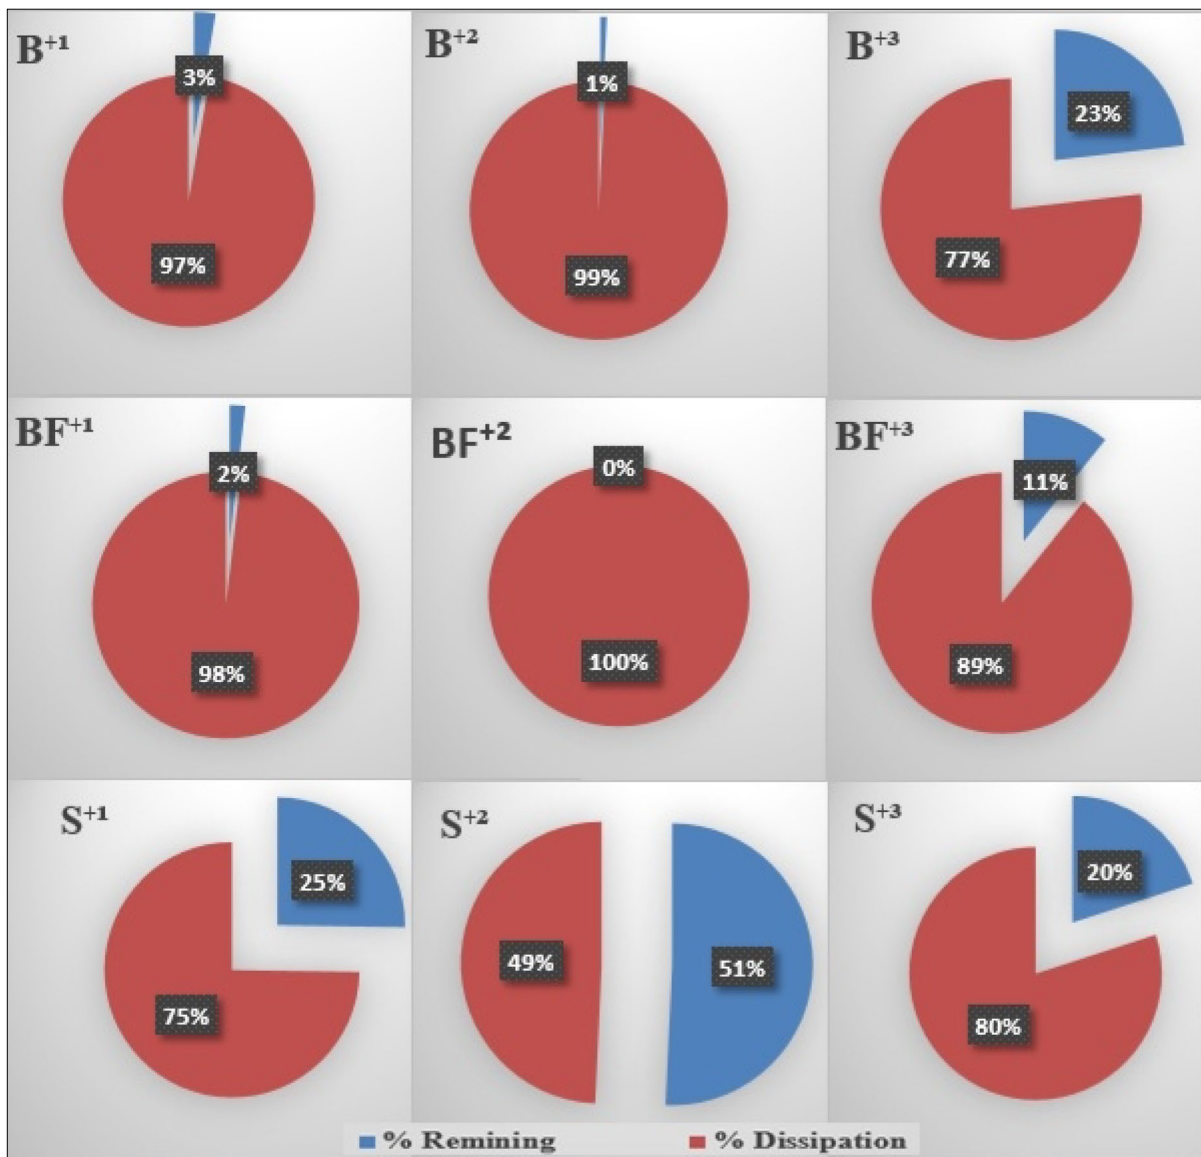 B⁺¹
3%
97%
B⁺²
1%
99%
B⁺³
23%
77%
BF⁺¹
2%
98%
BF⁺²
0%
100%
BF⁺³
11%
89%
S⁺¹
25%
75%
S⁺²
49%
51%
S⁺³
20%
80%
% Remining
% Dissipation